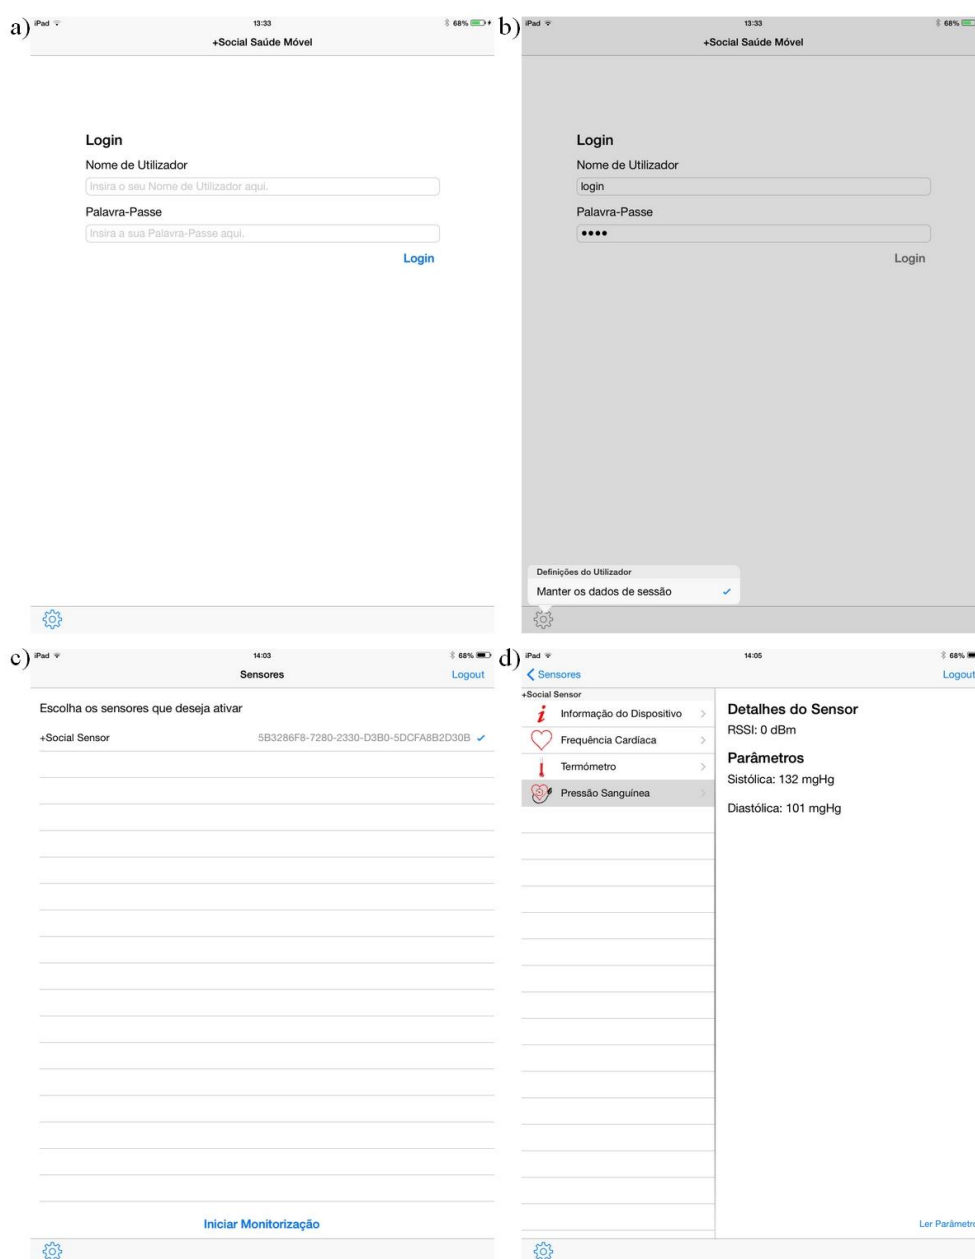 a)
iPad
13:33
68%
+Social Saúde Móvel
Login
Nome de Utilizador
Insira o seu Nome de Utilizador aqui.
Palavra-Passe
Insira a sua Palavra-Passe aqui.
Login
b)
iPad
13:33
68%
+Social Saúde Móvel
Login
Nome de Utilizador
login
Palavra-Passe
••••
Login
Definições do Utilizador
Manter os dados de sessão
c)
iPad
14:03
68%
Sensores
Logout
Escolha os sensores que deseja ativar
+Social Sensor 5B3286F8-7280-2330-D3B0-5DCFA8B2D30B
Iniciar Monitorização
d)
iPad
14:05
68%
Sensores
Logout
+Social Sensor
Informação do Dispositivo
Frequência Cardíaca
Termómetro
Pressão Sanguínea
Detalhes do Sensor
RSSI: 0 dBm
Parâmetros
Sistólica: 132 mgHg
Diastólica: 101 mgHg
Ler Parâmetro